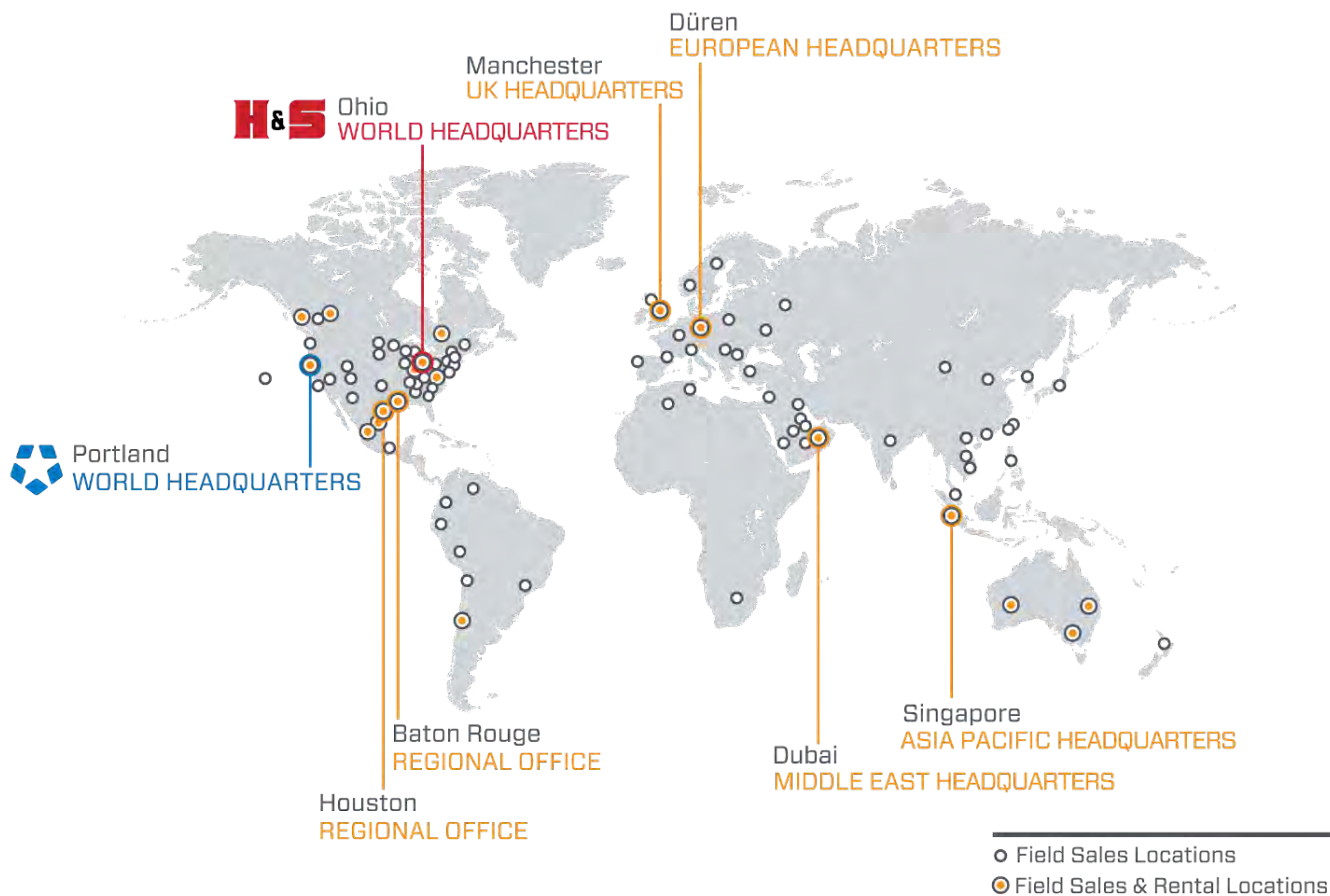 Düren
EUROPEAN HEADQUARTERS
Manchester
UK HEADQUARTERS
H&S
Ohio
WORLD HEADQUARTERS
Portland
WORLD HEADQUARTERS
Baton Rouge
REGIONAL OFFICE
Houston
REGIONAL OFFICE
Dubai
MIDDLE EAST HEADQUARTERS
Singapore
ASIA PACIFIC HEADQUARTERS
Field Sales Locations
Field Sales & Rental Locations